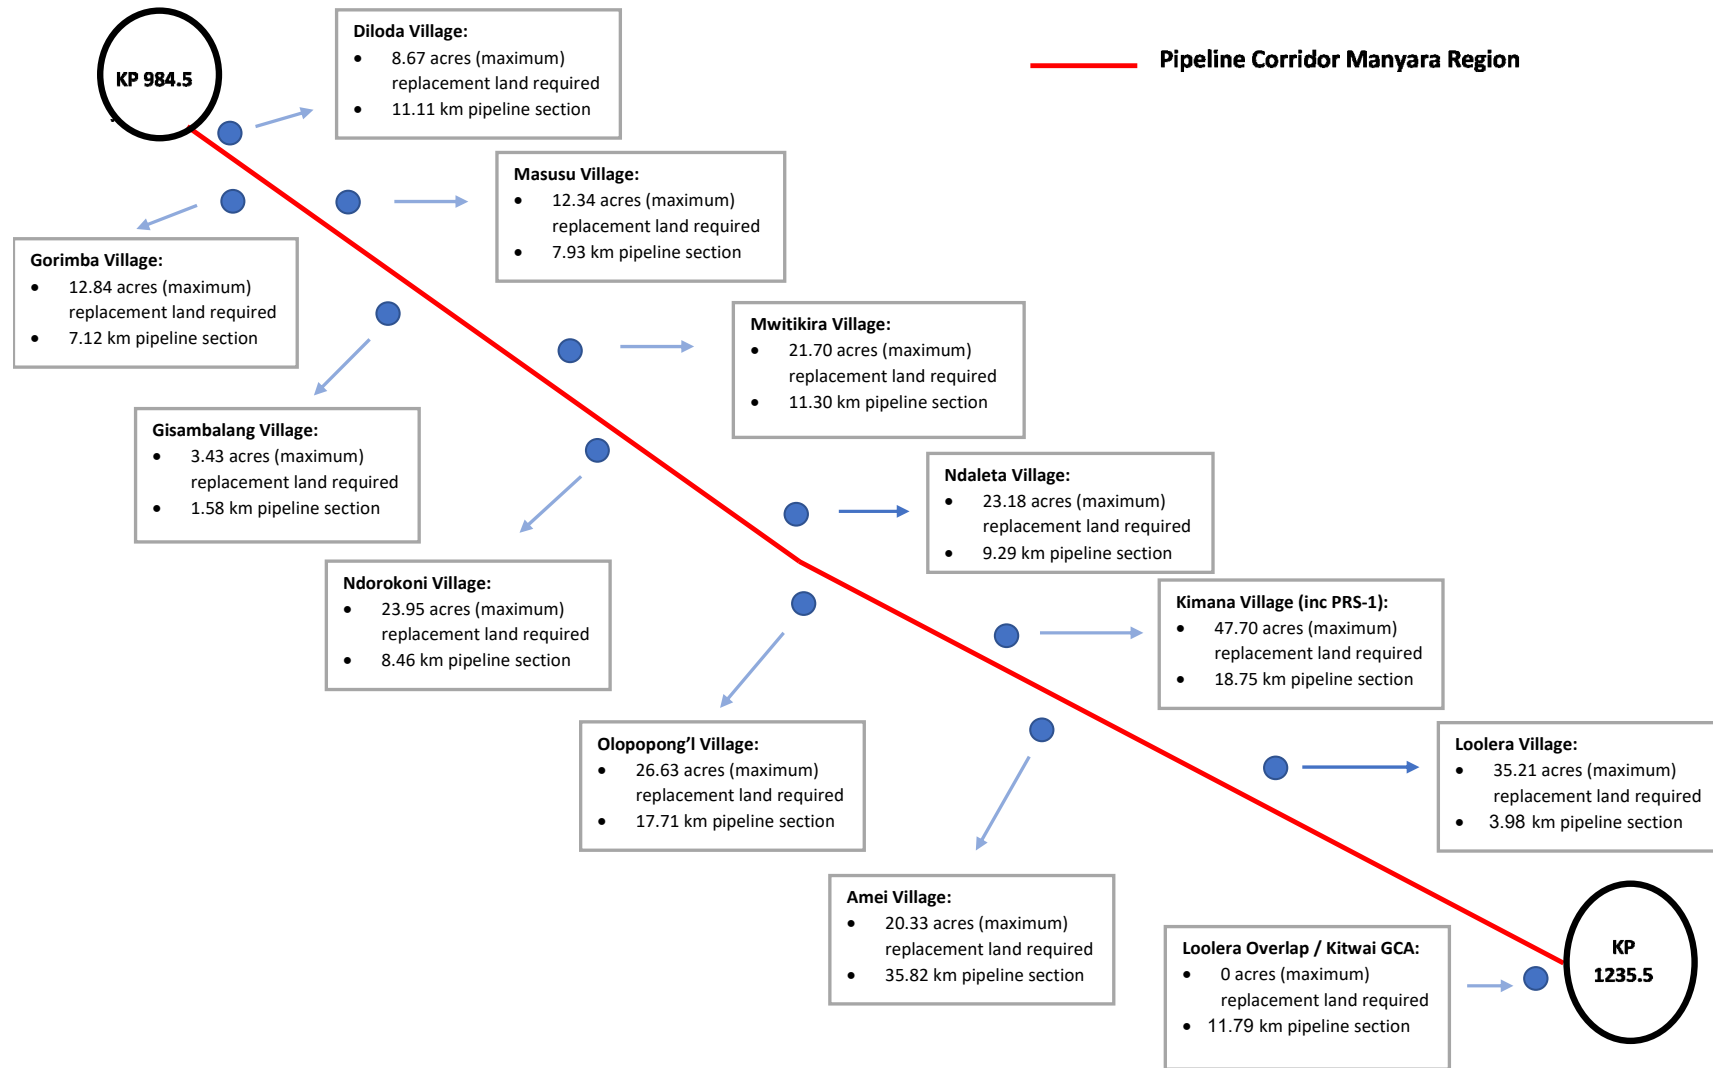 KP 984.5
Pipeline Corridor Manyara Region
Diloda Village:
• 8.67 acres (maximum)
replacement land required
• 11.11 km pipeline section
Masusu Village:
• 12.34 acres (maximum)
replacement land required
• 7.93 km pipeline section
Gorimba Village:
• 12.84 acres (maximum)
replacement land required
• 7.12 km pipeline section
Mwitikira Village:
• 21.70 acres (maximum)
replacement land required
• 11.30 km pipeline section
Gisambalang Village:
• 3.43 acres (maximum)
replacement land required
• 1.58 km pipeline section
Ndaleta Village:
• 23.18 acres (maximum)
replacement land required
• 9.29 km pipeline section
Ndorokoni Village:
• 23.95 acres (maximum)
replacement land required
• 8.46 km pipeline section
Kimana Village (inc PRS-1):
• 47.70 acres (maximum)
replacement land required
• 18.75 km pipeline section
Olopopong’l Village:
• 26.63 acres (maximum)
replacement land required
• 17.71 km pipeline section
Loolera Village:
• 35.21 acres (maximum)
replacement land required
• 3.98 km pipeline section
Amei Village:
• 20.33 acres (maximum)
replacement land required
• 35.82 km pipeline section
Loolera Overlap / Kitwai GCA:
• 0 acres (maximum)
replacement land required
• 11.79 km pipeline section
KP
1235.5